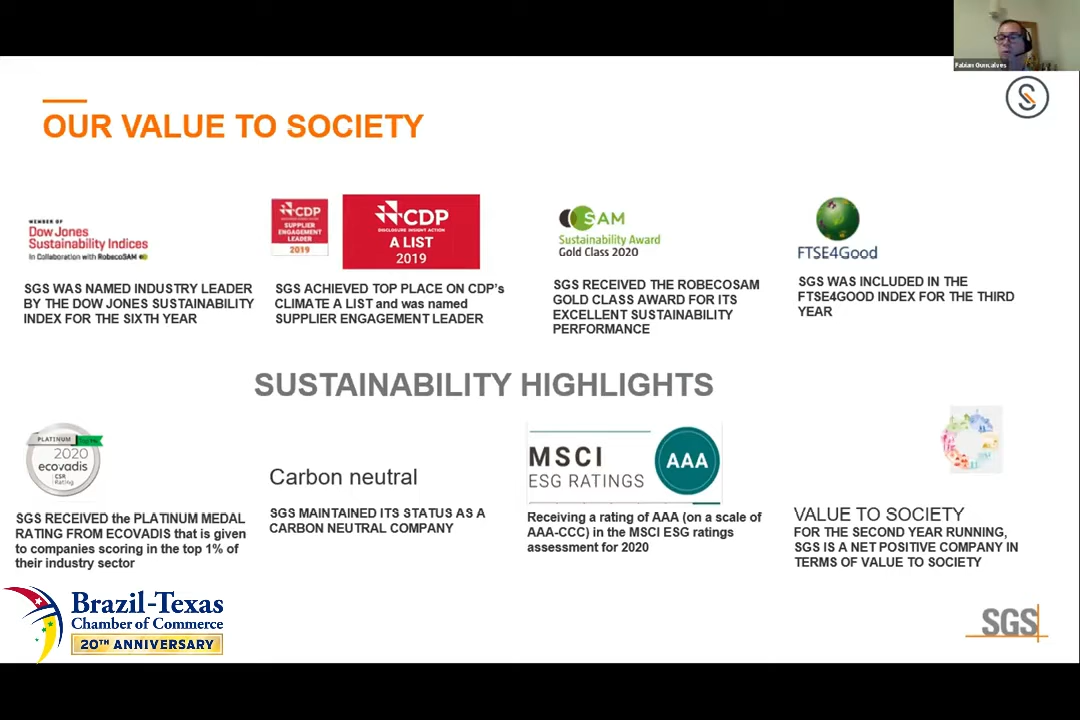 Fabian Goncalves
OUR VALUE TO SOCIETY
MEMBER OF
Dow Jones
Sustainability Indices
In Collaboration with RobecoSAM
SGS WAS NAMED INDUSTRY LEADER
BY THE DOW JONES SUSTAINABILITY
INDEX FOR THE SIXTH YEAR
CDP
SUPPLIER
ENGAGEMENT
LEADER
2019
CDP
DISCLOSURE INSIGHT ACTION
A LIST
2019
SGS ACHIEVED TOP PLACE ON CDP's
CLIMATE A LIST and was named
SUPPLIER ENGAGEMENT LEADER
SAM
Sustainability Award
Gold Class 2020
SGS RECEIVED THE ROBECOSAM
GOLD CLASS AWARD FOR ITS
EXCELLENT SUSTAINABILITY
PERFORMANCE
FTSE4Good
SGS WAS INCLUDED IN THE
FTSE4GOOD INDEX FOR THE THIRD
YEAR
SUSTAINABILITY HIGHLIGHTS
PLATINUM
2020
ecovadis
CSR
Rating
SGS RECEIVED the PLATINUM MEDAL
RATING FROM ECOVADIS that is given
to companies scoring in the top 1% of
their industry sector
Carbon neutral
SGS MAINTAINED ITS STATUS AS A
CARBON NEUTRAL COMPANY
MSCI
ESG RATINGS
AAA
Receiving a rating of AAA (on a scale of
AAA-CCC) in the MSCI ESG ratings
assessment for 2020
VALUE TO SOCIETY
FOR THE SECOND YEAR RUNNING,
SGS IS A NET POSITIVE COMPANY IN
TERMS OF VALUE TO SOCIETY
Brazil-Texas
Chamber of Commerce
20TH ANNIVERSARY
SGS